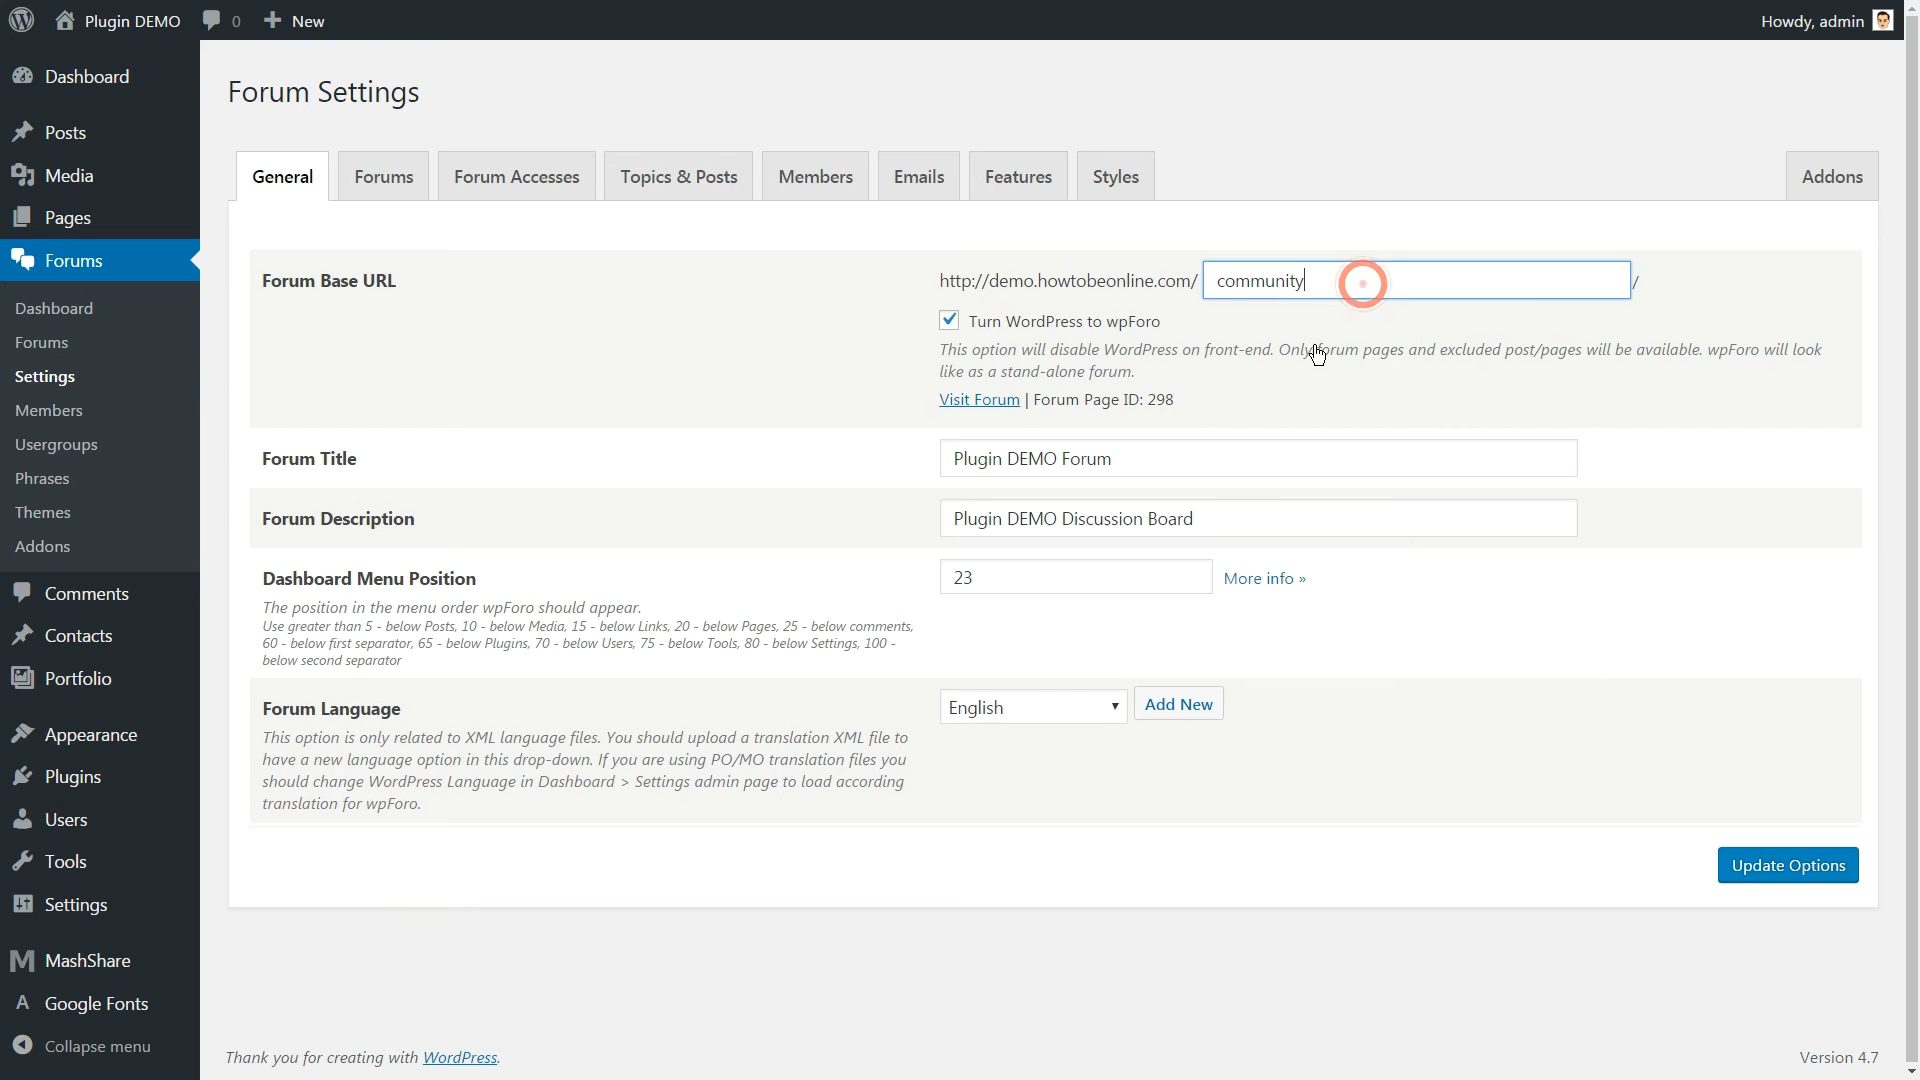 Plugin DEMO 0 New Howdy, admin
Dashboard
Posts
Media
Pages
Forums
Dashboard
Forums
Settings
Members
Usergroups
Phrases
Themes
Addons
Comments
Contacts
Portfolio
Appearance
Plugins
Users
Tools
Settings
MashShare
Google Fonts
Collapse menu
Forum Settings
General Forums Forum Accesses Topics & Posts Members Emails Features Styles Addons
Forum Base URL http://demo.howtobeonline.com/ community /
Turn WordPress to wpForo
This option will disable WordPress on front-end. Only forum pages and excluded post/pages will be available. wpForo will look
like as a stand-alone forum.
Visit Forum | Forum Page ID: 298
Forum Title Plugin DEMO Forum
Forum Description Plugin DEMO Discussion Board
Dashboard Menu Position 23 More info »
The position in the menu order wpForo should appear.
Use greater than 5 - below Posts, 10 - below Media, 15 - below Links, 20 - below Pages, 25 - below comments,
60 - below first separator, 65 - below Plugins, 70 - below Users, 75 - below Tools, 80 - below Settings, 100 -
below second separator
Forum Language English Add New
This option is only related to XML language files. You should upload a translation XML file to
have a new language option in this drop-down. If you are using PO/MO translation files you
should change WordPress Language in Dashboard > Settings admin page to load according
translation for wpForo.
Update Options
Thank you for creating with WordPress. Version 4.7